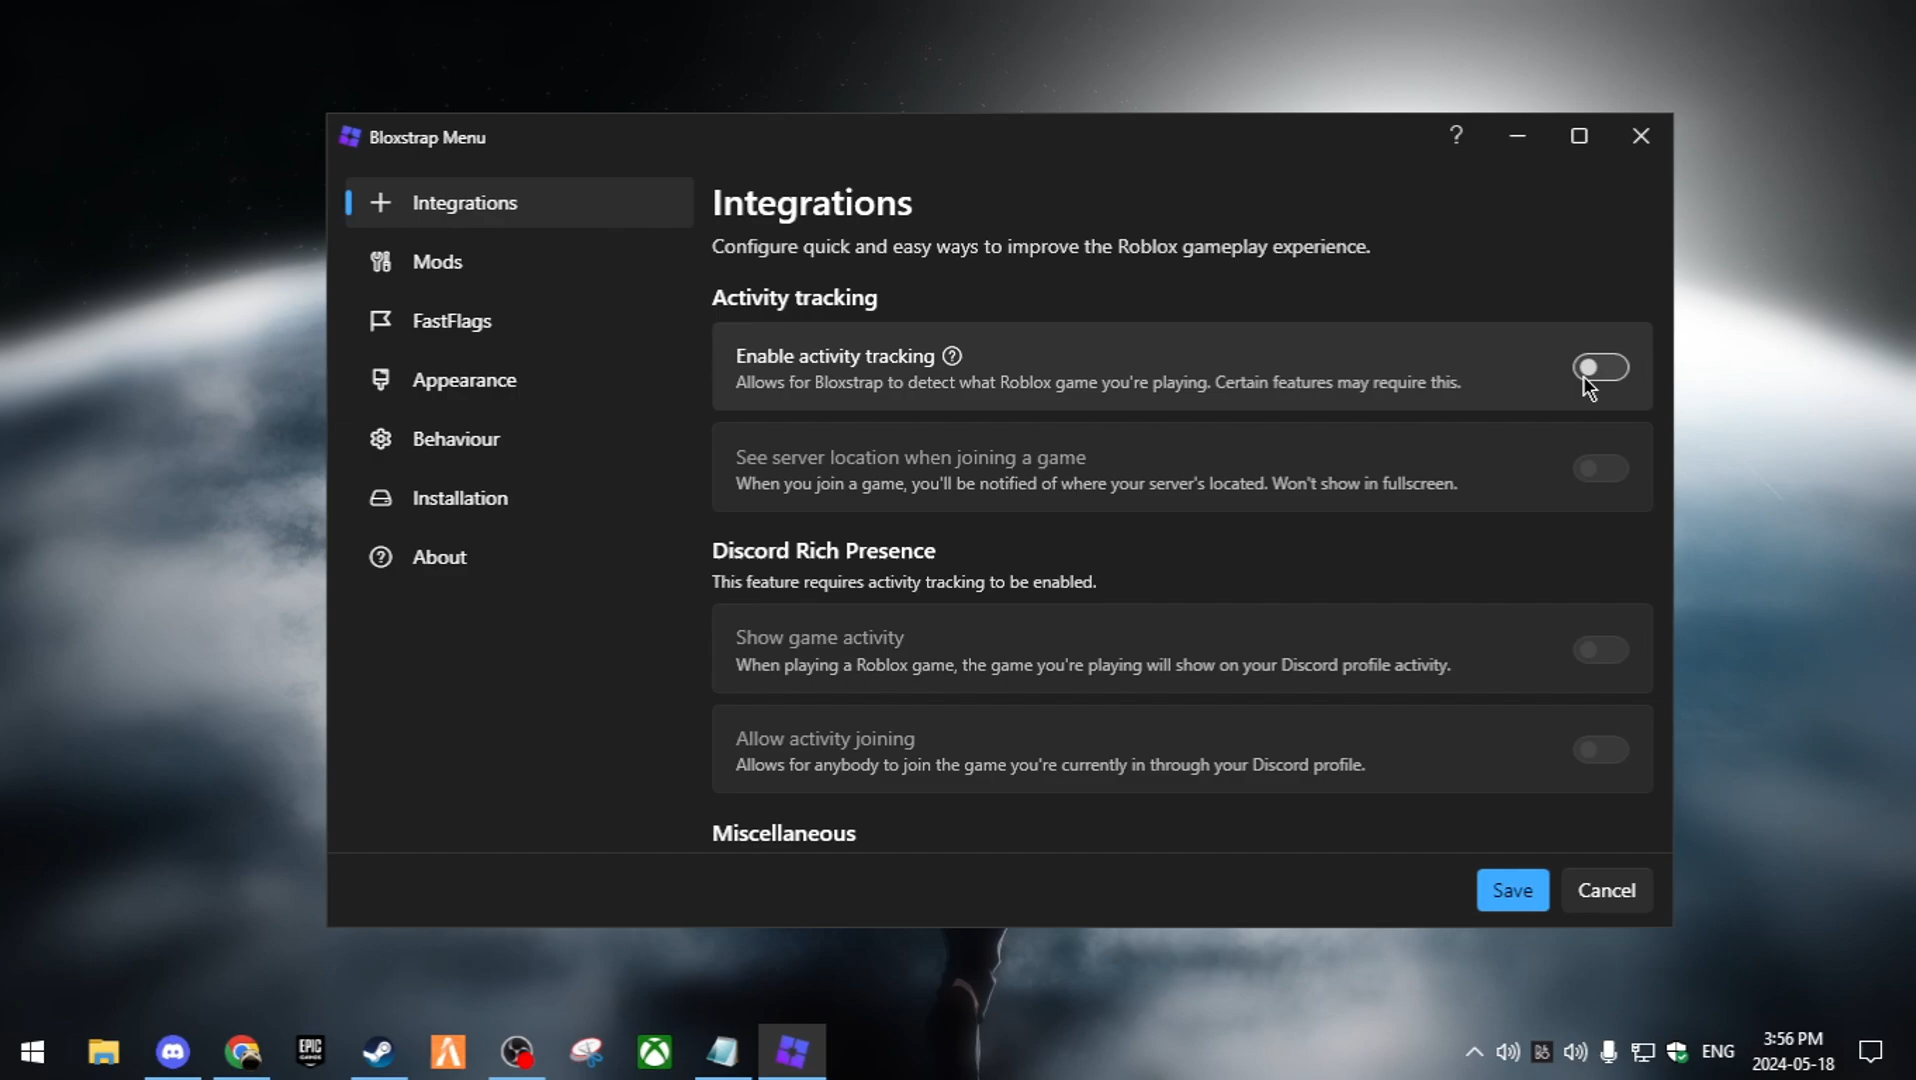 Bloxstrap Menu
?
Integrations
Mods
FastFlags
Appearance
Behaviour
Installation
About
Integrations
Configure quick and easy ways to improve the Roblox gameplay experience.
Activity tracking
Enable activity tracking
Allows for Bloxstrap to detect what Roblox game you're playing. Certain features may require this.
See server location when joining a game
When you join a game, you'll be notified of where your server's located. Won't show in fullscreen.
Discord Rich Presence
This feature requires activity tracking to be enabled.
Show game activity
When playing a Roblox game, the game you're playing will show on your Discord profile activity.
Allow activity joining
Allows for anybody to join the game you're currently in through your Discord profile.
Miscellaneous
Save
Cancel
EPIC
GAMES
ENG
3:56 PM
2024-05-18